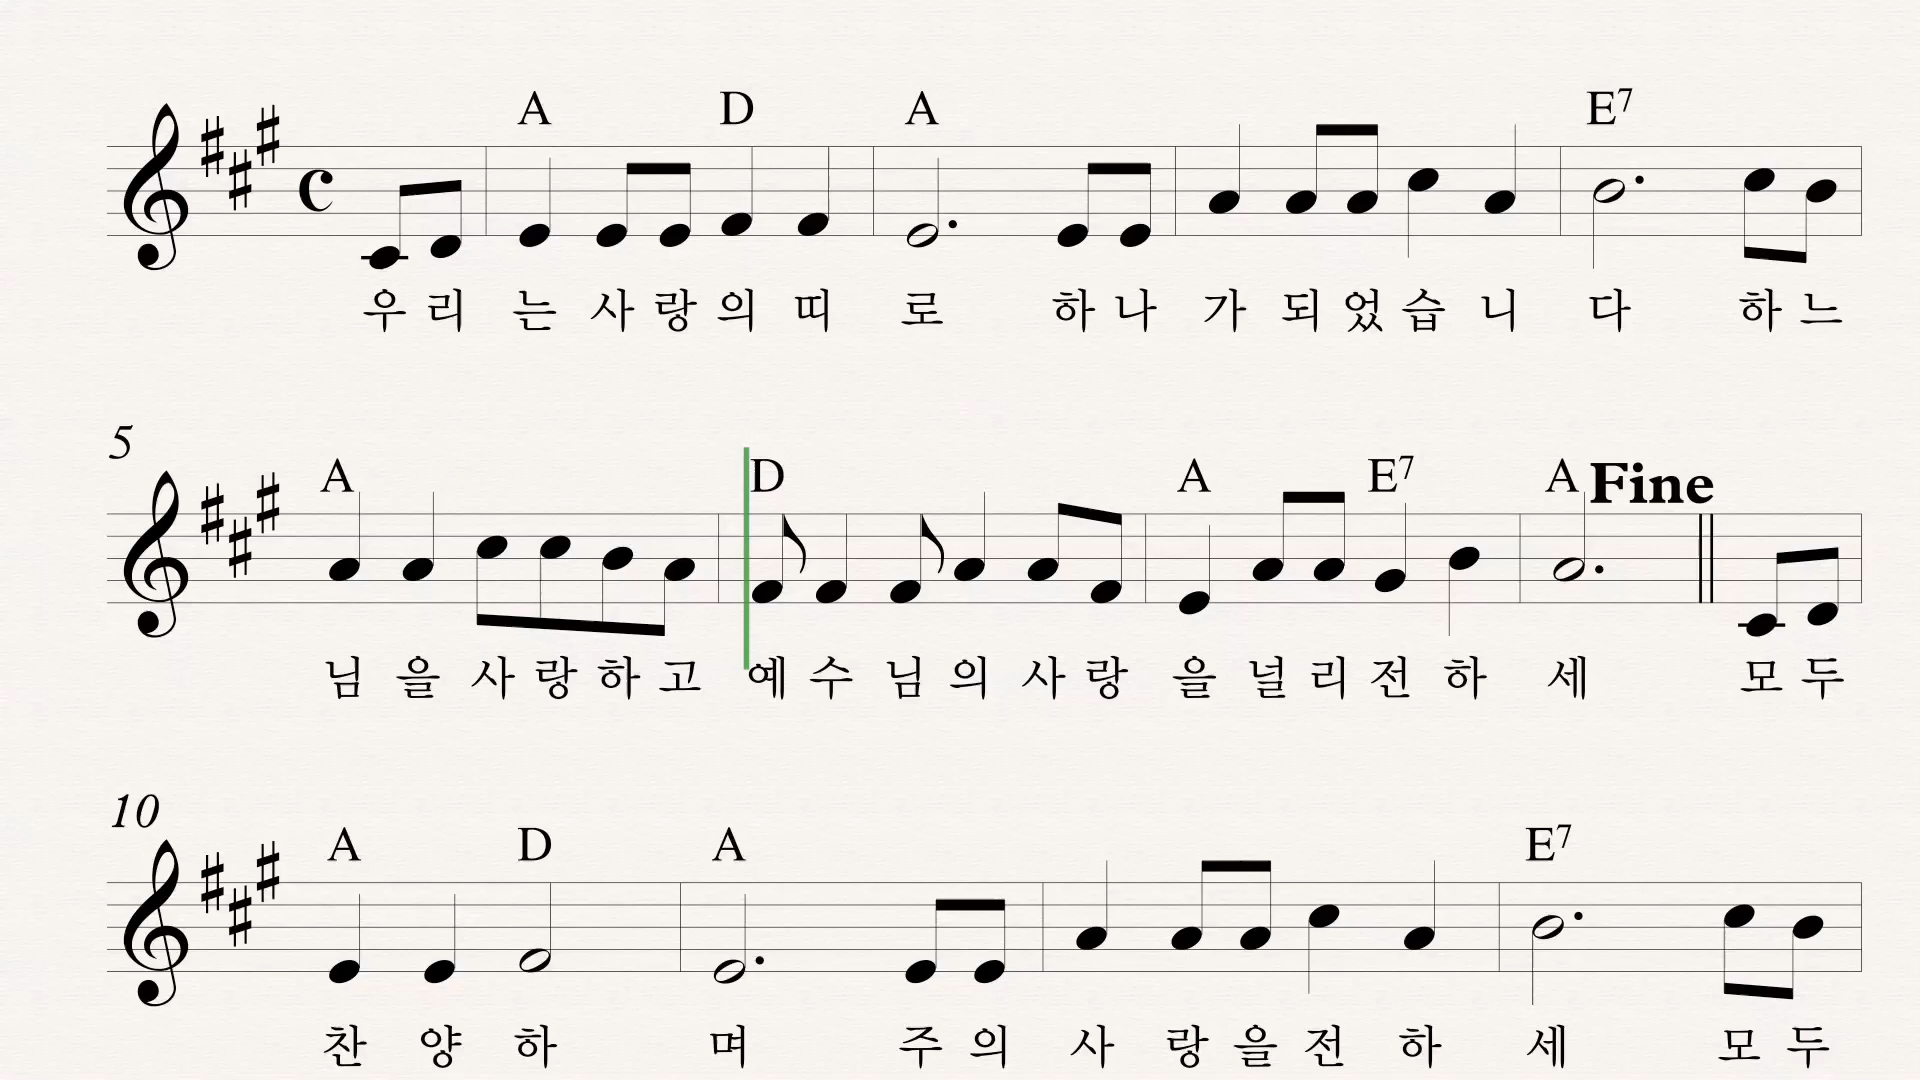 A D A E7
우 리 는 사 랑 의 띠 로 하 나 가 되 었 습 니 다 하 느
5
A D A E7 A Fine
님 을 사 랑 하 고 예 수 님 의 사 랑 을 널 리 전 하 세 모 두
10
A D A E7
찬 양 하 며 주 의 사 랑 을 전 하 세 모 두